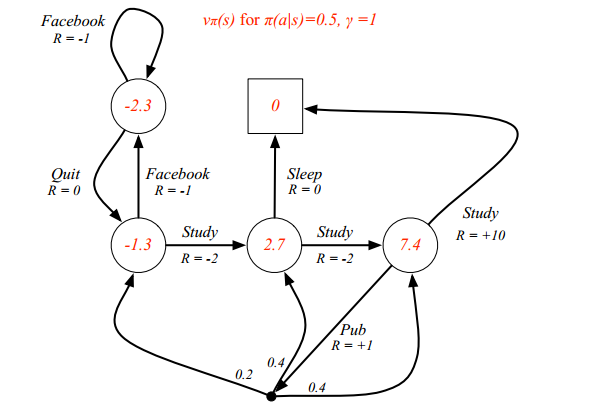 Facebook
R = -1
vπ(s) for π(a|s)=0.5, γ =1
-2.3
0
Quit
R = 0
Facebook
R = -1
Sleep
R = 0
-1.3
Study
R = -2
2.7
Study
R = -2
7.4
Study
R = +10
Pub
R = +1
0.2
0.4
0.4